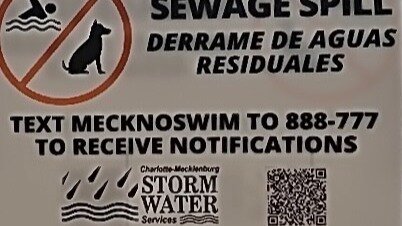 SEWAGE SPILL
DERRAME DE AGUAS
RESIDUALES
TEXT MECKNOSWIM TO 888-777
TO RECEIVE NOTIFICATIONS
Charlotte-Mecklenburg
STORM
WATER
Services